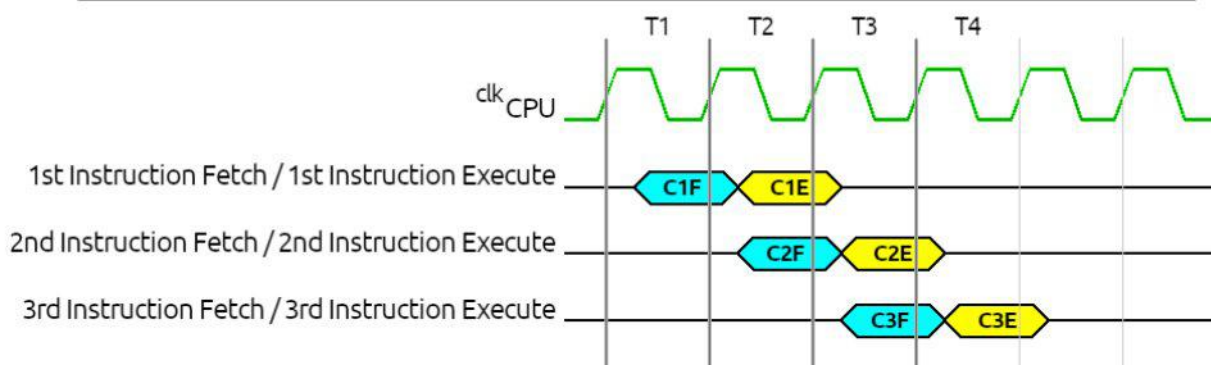 T1 T2 T3 T4
clkCPU
1st Instruction Fetch / 1st Instruction Execute C1F C1E
2nd Instruction Fetch / 2nd Instruction Execute C2F C2E
3rd Instruction Fetch / 3rd Instruction Execute C3F C3E